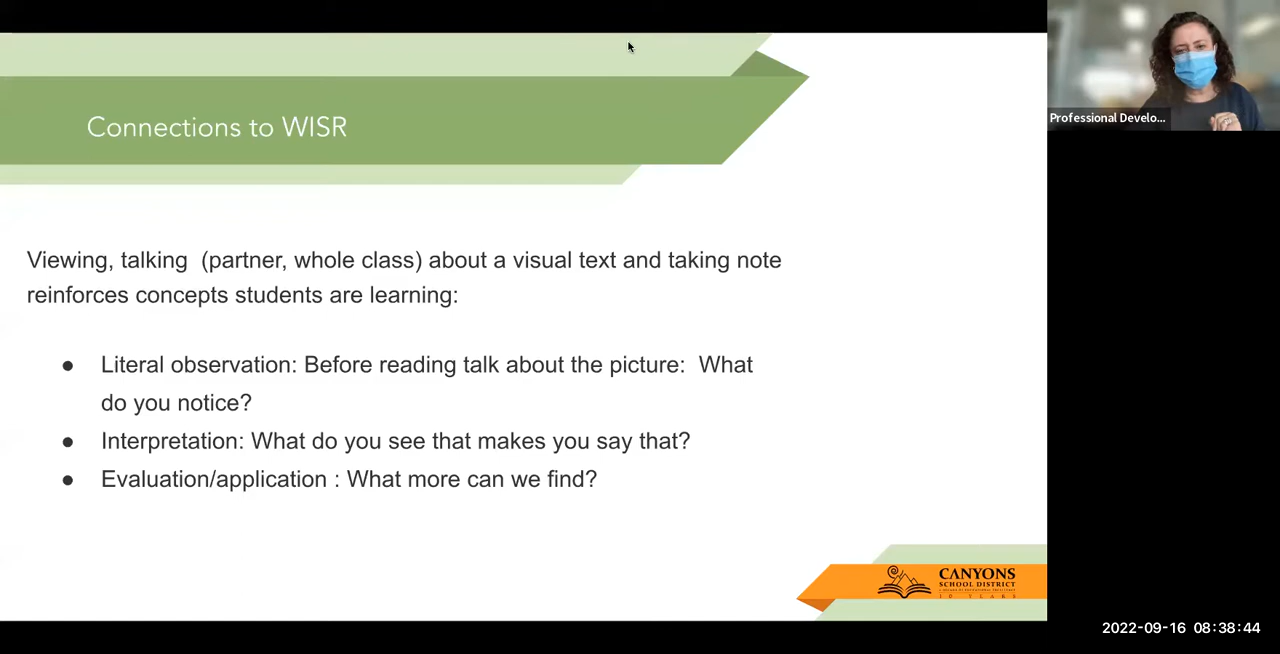 Connections to WISR
Professional Develo...
Viewing, talking (partner, whole class) about a visual text and taking note
reinforces concepts students are learning:
● Literal observation: Before reading talk about the picture: What
do you notice?
● Interpretation: What do you see that makes you say that?
● Evaluation/application : What more can we find?
CANYONS
SCHOOL DISTRICT
2022-09-16 08:38:44